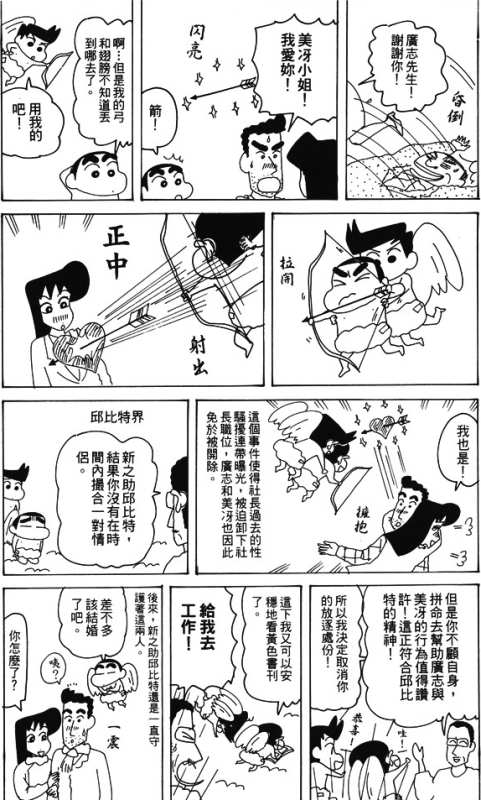 廣志先生！
謝謝你！
昏倒
美冴小姐！
我愛妳！
閃亮
箭！
啊…但是我的弓
和翅膀不知道丟
到哪去了。
用我的
吧！
拉開
正中
射出
我也是！
擁抱
這個事件使得社長過去的性
騷擾連帶曝光，被迫卸下社
長職位，廣志和美冴也因此
免於被開除。
邱比特界
新之助邱比特，
結果你沒有在時
間內撮合一對情
侶。
但是你不顧自身，
拼命去幫助廣志與
美冴的行為值得讚
許！這正符合邱比
特的精神！
所以我決定取消你
的放逐處份！
哇！
恭喜！
這下我又可以安
穩地看黃色書刊
了。
給我去
工作！
後來，新之助邱比特還是一直守
護著這兩人。
差不多
該結婚
了吧。
咦？
一震
你怎麼了？